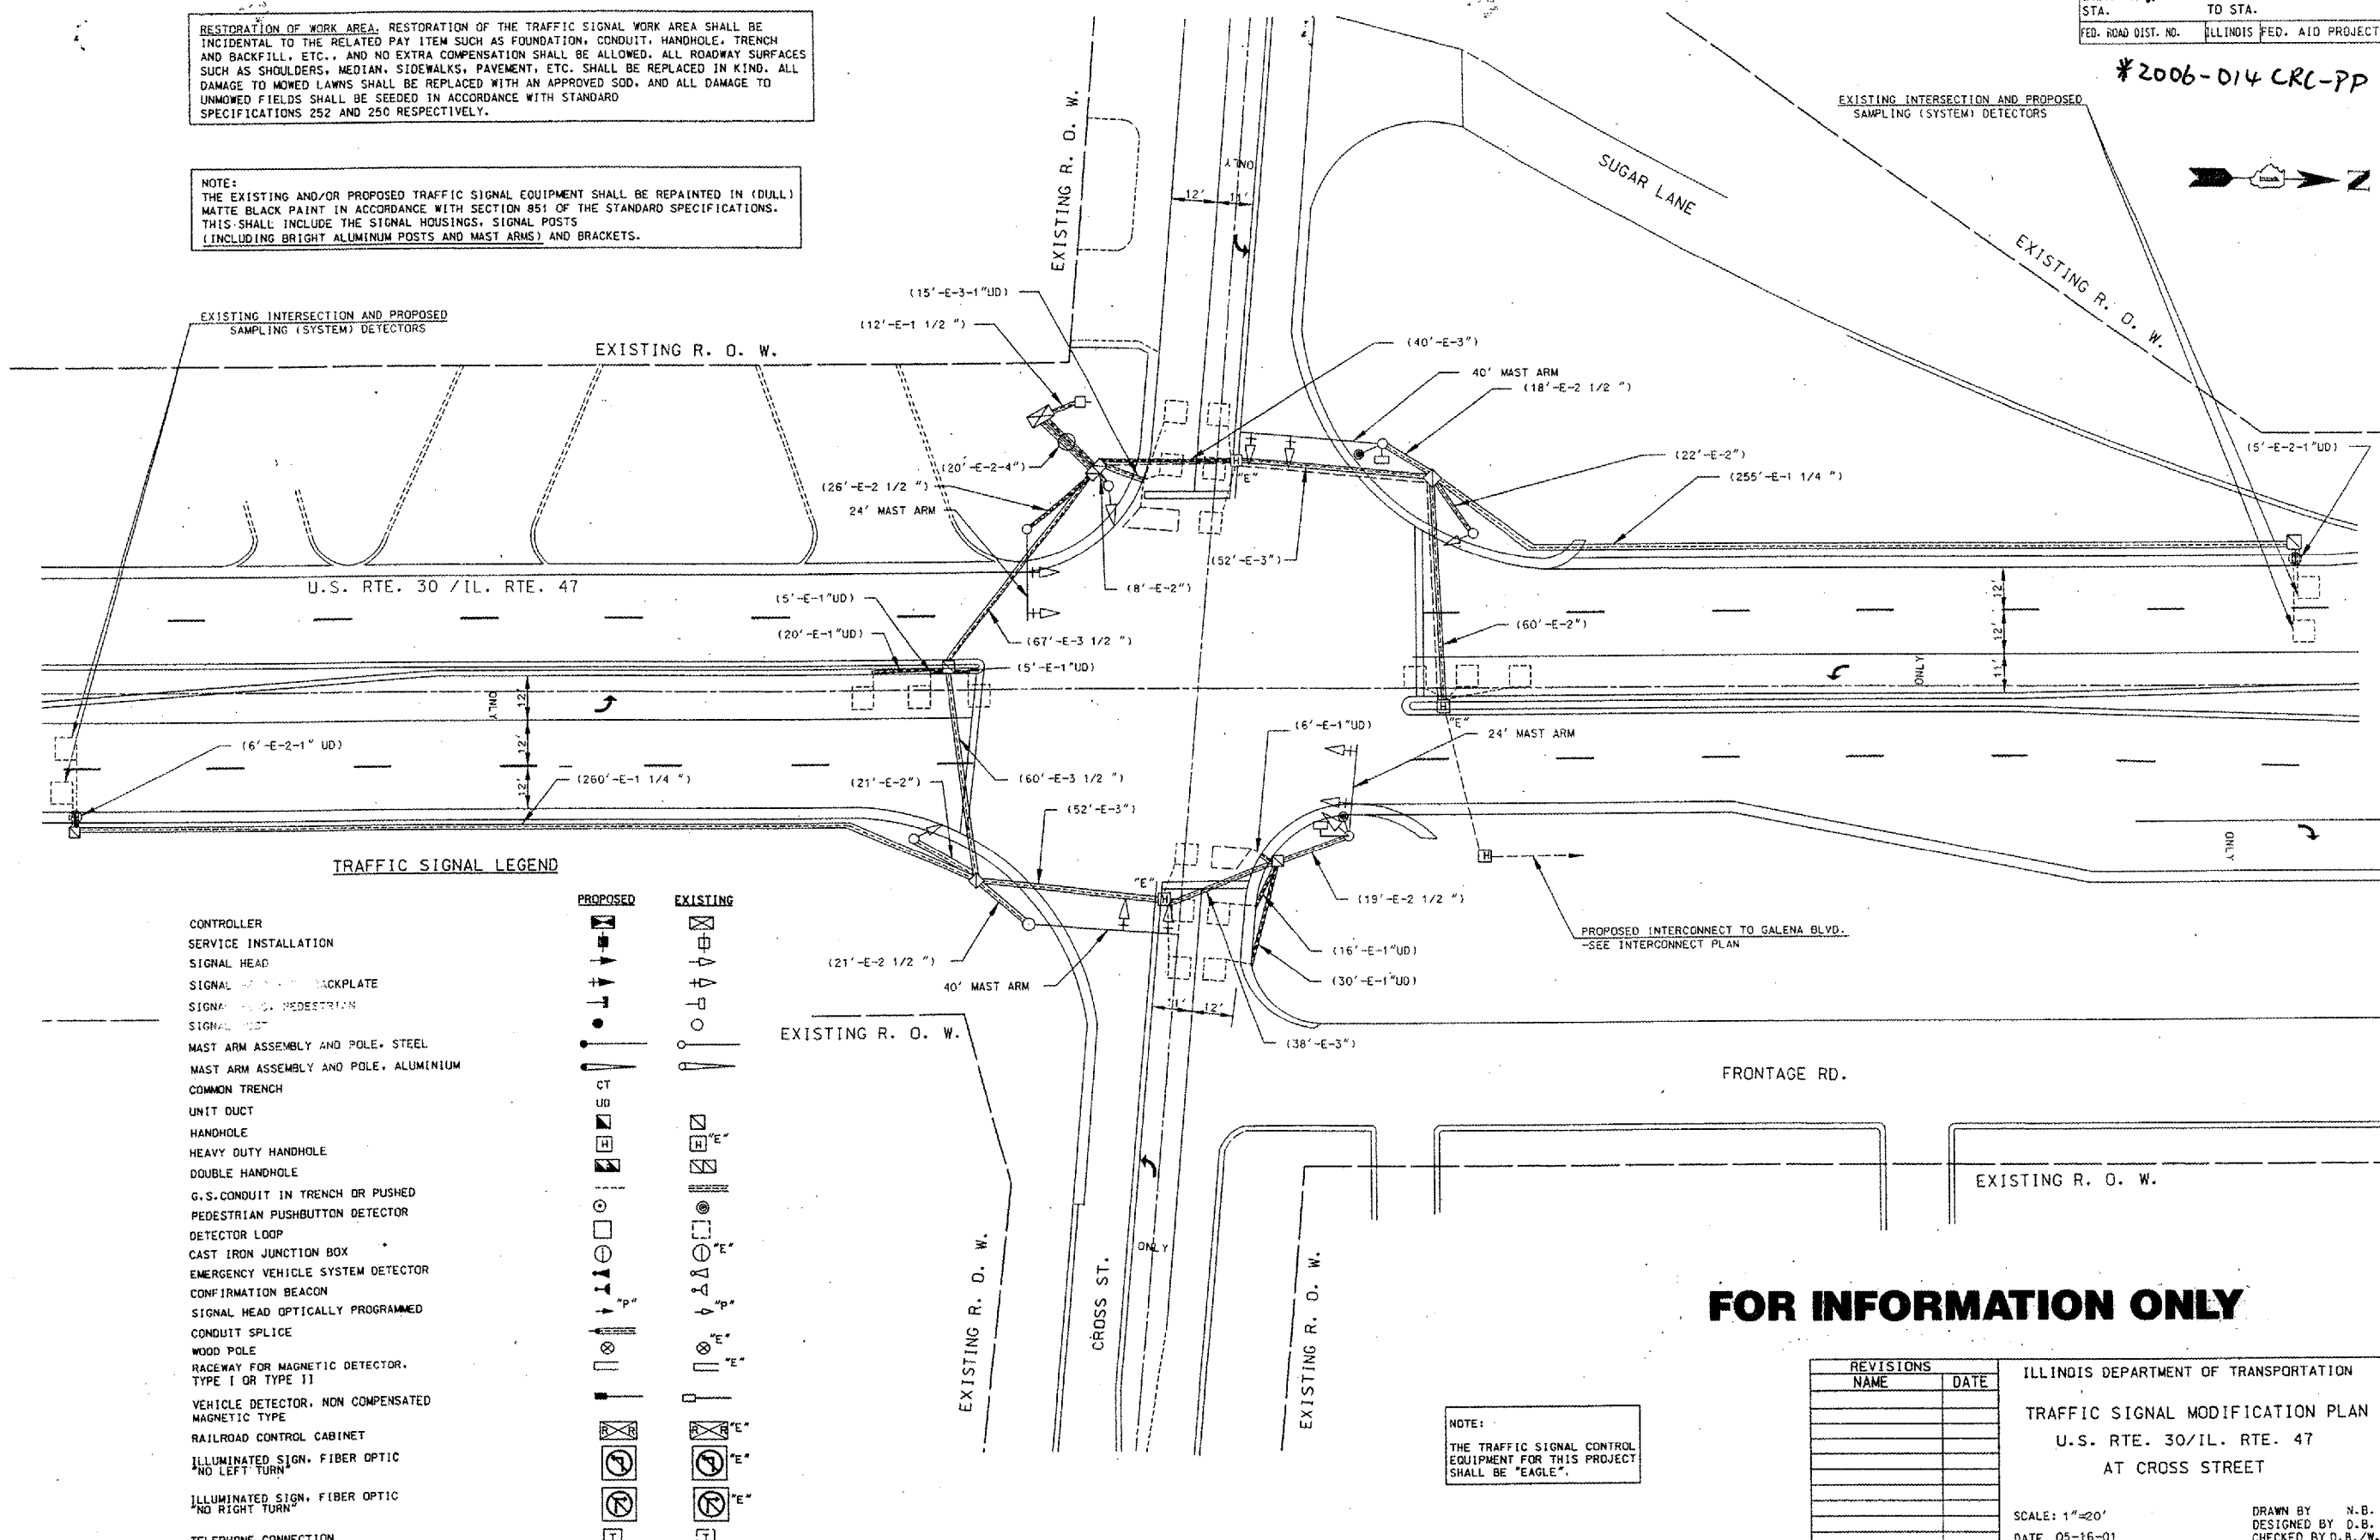 RESTORATION OF WORK AREA. RESTORATION OF THE TRAFFIC SIGNAL WORK AREA SHALL BE
INCIDENTAL TO THE RELATED PAY ITEM SUCH AS FOUNDATION, CONDUIT, HANDHOLE, TRENCH
AND BACKFILL, ETC., AND NO EXTRA COMPENSATION SHALL BE ALLOWED. ALL ROADWAY SURFACES
SUCH AS SHOULDERS, MEDIAN, SIDEWALKS, PAVEMENT, ETC. SHALL BE REPLACED IN KIND. ALL
DAMAGE TO MOWED LAWNS SHALL BE REPLACED WITH AN APPROVED SOD, AND ALL DAMAGE TO
UNMOWED FIELDS SHALL BE SEEDED IN ACCORDANCE WITH STANDARD
SPECIFICATIONS 252 AND 250 RESPECTIVELY.
STA. TO STA.
FED. ROAD DIST. NO. ILLINOIS FED. AID PROJECT
*2006-014 CRC-PP
NOTE:
THE EXISTING AND/OR PROPOSED TRAFFIC SIGNAL EQUIPMENT SHALL BE REPAINTED IN (DULL)
MATTE BLACK PAINT IN ACCORDANCE WITH SECTION 851 OF THE STANDARD SPECIFICATIONS.
THIS SHALL INCLUDE THE SIGNAL HOUSINGS, SIGNAL POSTS
(INCLUDING BRIGHT ALUMINUM POSTS AND MAST ARMS) AND BRACKETS.
EXISTING INTERSECTION AND PROPOSED
SAMPLING (SYSTEM) DETECTORS
N
EXISTING R. O. W.
ONLY
12' 11'
SUGAR LANE
EXISTING R. O. W.
EXISTING INTERSECTION AND PROPOSED
SAMPLING (SYSTEM) DETECTORS
EXISTING R. O. W.
(15'-E-3-1"UD)
(12'-E-1 1/2 ")
(40'-E-3")
40' MAST ARM
(18'-E-2 1/2 ")
(20'-E-2-4")
(26'-E-2 1/2 ")
24' MAST ARM
"E"
(22'-E-2")
(255'-E-1 1/4 ")
(5'-E-2-1"UD)
(52'-E-3")
(8'-E-2")
U.S. RTE. 30 /IL. RTE. 47
(5'-E-1"UD)
(20'-E-1"UD)
(67'-E-3 1/2 ")
(5'-E-1"UD)
(60'-E-2")
12'
12'
11'
ONLY
ONLY
12'
12'
12'
(6'-E-2-1" UD)
(260'-E-1 1/4 ")
(21'-E-2")
(60'-E-3 1/2 ")
(52'-E-3")
(6'-E-1"UD)
H
"E"
24' MAST ARM
H
ONLY
"E"
H
(19'-E-2 1/2 ")
(16'-E-1"UD)
(30'-E-1"UD)
(21'-E-2 1/2 ")
40' MAST ARM
11' 12'
(38'-E-3")
PROPOSED INTERCONNECT TO GALENA BLVD.
-SEE INTERCONNECT PLAN
EXISTING R. O. W.
FRONTAGE RD.
EXISTING R. O. W.
EXISTING R. O. W.
CROSS ST.
ONLY
EXISTING R. O. W.
TRAFFIC SIGNAL LEGEND
PROPOSED EXISTING
CONTROLLER
SERVICE INSTALLATION
SIGNAL HEAD
SIGNAL BACKPLATE
PEDESTRIAN
SIGNAL
MAST ARM ASSEMBLY AND POLE, STEEL
MAST ARM ASSEMBLY AND POLE, ALUMINIUM
COMMON TRENCH CT
UNIT DUCT UD
HANDHOLE
HEAVY DUTY HANDHOLE H H "E"
DOUBLE HANDHOLE
G.S.CONDUIT IN TRENCH OR PUSHED
PEDESTRIAN PUSHBUTTON DETECTOR
DETECTOR LOOP
CAST IRON JUNCTION BOX "E"
EMERGENCY VEHICLE SYSTEM DETECTOR
CONFIRMATION BEACON
SIGNAL HEAD OPTICALLY PROGRAMMED "P" "P"
CONDUIT SPLICE
WOOD POLE "E"
RACEWAY FOR MAGNETIC DETECTOR, "E"
TYPE I OR TYPE II
VEHICLE DETECTOR, NON COMPENSATED
MAGNETIC TYPE
RAILROAD CONTROL CABINET R R R R "E"
ILLUMINATED SIGN, FIBER OPTIC "E"
"NO LEFT TURN"
ILLUMINATED SIGN, FIBER OPTIC "E"
"NO RIGHT TURN"
TELEPHONE CONNECTION T T
FOR INFORMATION ONLY
NOTE:
THE TRAFFIC SIGNAL CONTROL
EQUIPMENT FOR THIS PROJECT
SHALL BE "EAGLE".
REVISIONS
NAME DATE
ILLINOIS DEPARTMENT OF TRANSPORTATION
TRAFFIC SIGNAL MODIFICATION PLAN
U.S. RTE. 30/IL. RTE. 47
AT CROSS STREET
SCALE: 1"=20'
DATE 05-16-01
DRAWN BY N.B.
DESIGNED BY D.B.
CHECKED BY D.B./W.